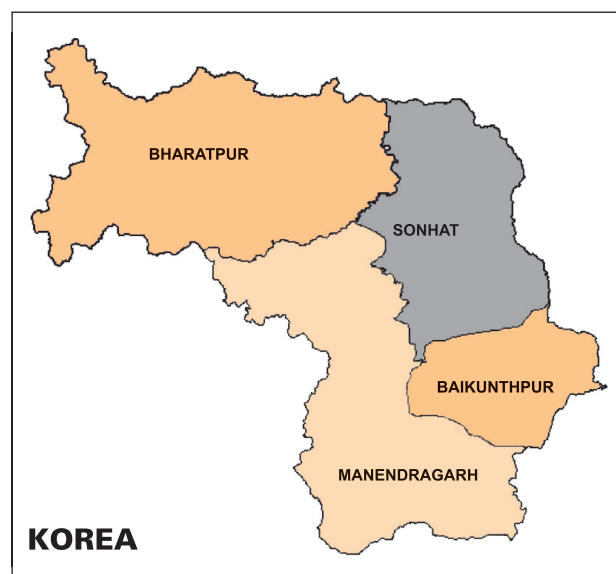 BHARATPUR
SONHAT
BAIKUNTHPUR
MANENDRAGARH
KOREA